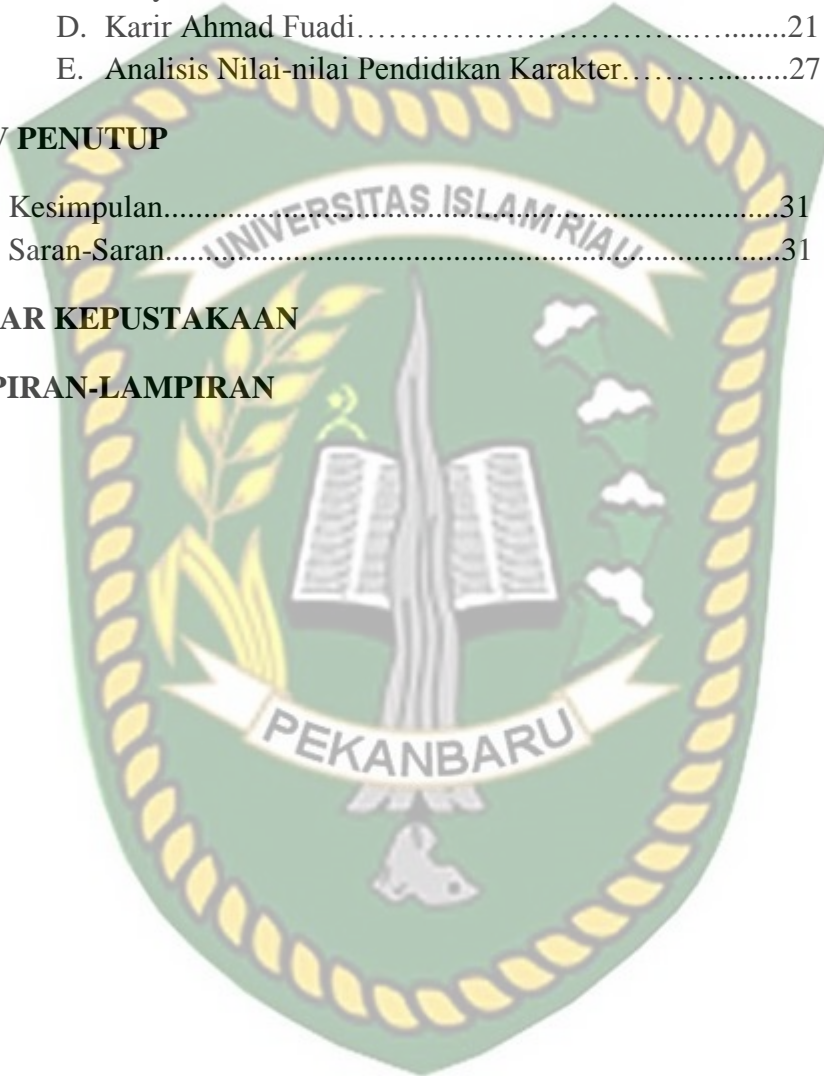 D. Karir Ahmad Fuadi………………………….…........21
E. Analisis Nilai-nilai Pendidikan Karakter………..........27
PENUTUP
Kesimpulan.............................................................................31
Saran-Saran.............................................................................31
AR KEPUSTAKAAN
PIRAN-LAMPIRAN
UNIVERSITAS ISLAM RIAU
PEKANBARU